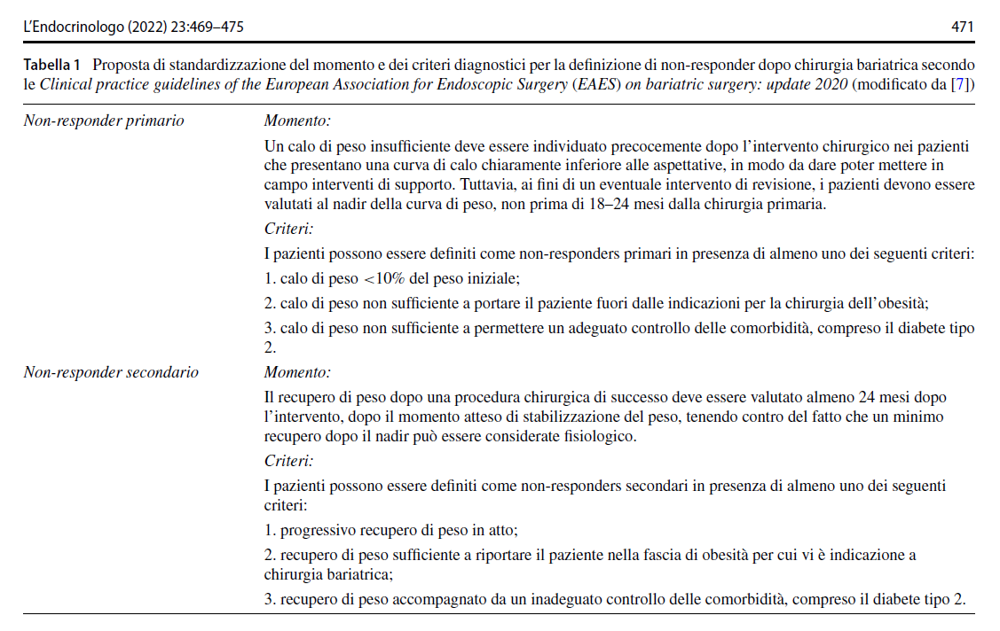 L'Endocrinologo (2022) 23:469–475
471
Tabella 1 Proposta di standardizzazione del momento e dei criteri diagnostici per la definizione di non-responder dopo chirurgia bariatrica secondo
le Clinical practice guidelines of the European Association for Endoscopic Surgery (EAES) on bariatric surgery: update 2020 (modificato da [7])
Non-responder primario
Momento:
Un calo di peso insufficiente deve essere individuato precocemente dopo l'intervento chirurgico nei pazienti
che presentano una curva di calo chiaramente inferiore alle aspettative, in modo da dare poter mettere in
campo interventi di supporto. Tuttavia, ai fini di un eventuale intervento di revisione, i pazienti devono essere
valutati al nadir della curva di peso, non prima di 18–24 mesi dalla chirurgia primaria.
Criteri:
I pazienti possono essere definiti come non-responders primari in presenza di almeno uno dei seguenti criteri:
1. calo di peso <10% del peso iniziale;
2. calo di peso non sufficiente a portare il paziente fuori dalle indicazioni per la chirurgia dell'obesità;
3. calo di peso non sufficiente a permettere un adeguato controllo delle comorbidità, compreso il diabete tipo
2.
Non-responder secondario
Momento:
Il recupero di peso dopo una procedura chirurgica di successo deve essere valutato almeno 24 mesi dopo
l'intervento, dopo il momento atteso di stabilizzazione del peso, tenendo contro del fatto che un minimo
recupero dopo il nadir può essere considerate fisiologico.
Criteri:
I pazienti possono essere definiti come non-responders secondari in presenza di almeno uno dei seguenti
criteri:
1. progressivo recupero di peso in atto;
2. recupero di peso sufficiente a riportare il paziente nella fascia di obesità per cui vi è indicazione a
chirurgia bariatrica;
3. recupero di peso accompagnato da un inadeguato controllo delle comorbidità, compreso il diabete tipo 2.